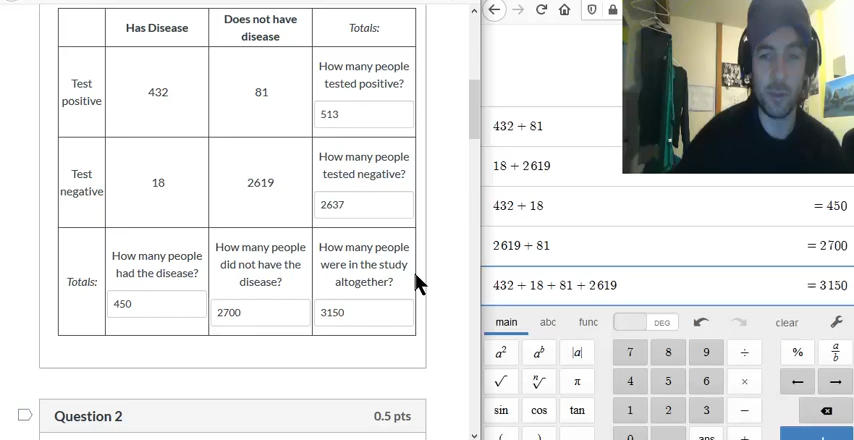 Has Disease
Does not have
disease
Totals:
Test
positive
432
81
How many people
tested positive?
513
Test
negative
18
2619
How many people
tested negative?
2637
Totals:
How many people
had the disease?
450
How many people
did not have the
disease?
2700
How many people
were in the study
altogether?
3150
Question 2
0.5 pts
432 + 81
18 + 2619
432 + 18
= 450
2619 + 81
= 2700
432 + 18 + 81 + 2619
= 3150
main
abc
func
DEG
clear
a²
aᵇ
|a|
7
8
9
÷
%
a
b
√
ⁿ√
π
4
5
6
×
sin
cos
tan
1
2
3
−
(
)
0
.
ans
+